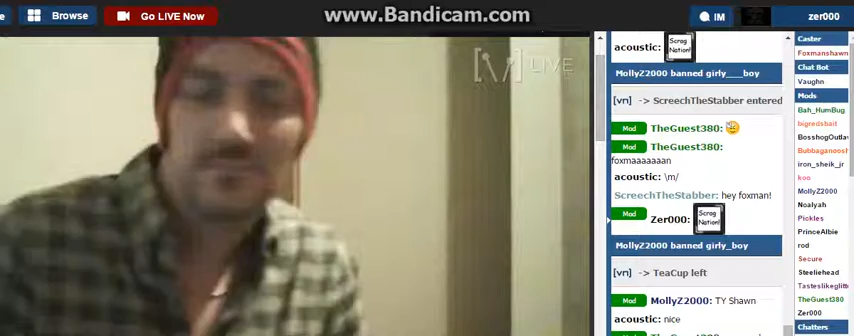 www.Bandicam.com
e Browse Go LIVE Now IM zer000
LIVE
acoustic: Scrog Nation!
MollyZ2000 banned girly___boy
[vn] -> ScreechTheStabber entered
Mod TheGuest380:
Mod TheGuest380:
foxmaaaaaaan
acoustic: \m/
ScreechTheStabber: hey foxman!
Mod Zer000: Scrog Nation!
MollyZ2000 banned girly_boy
[vn] -> TeaCup left
Mod MollyZ2000: TY Shawn
acoustic: nice
Caster
Foxmanshawn
Chat Bot
Vaughn
Mods
Bah_HumBug
bigredsbait
BosshogOutla
Bubbaganoosh
iron_sheik_jr
koo
MollyZ2000
Noalyah
Pickles
PrinceAlbie
rod
Secure
Steeliehead
Tasteslikeglitt
TheGuest380
Zer000
Chatters